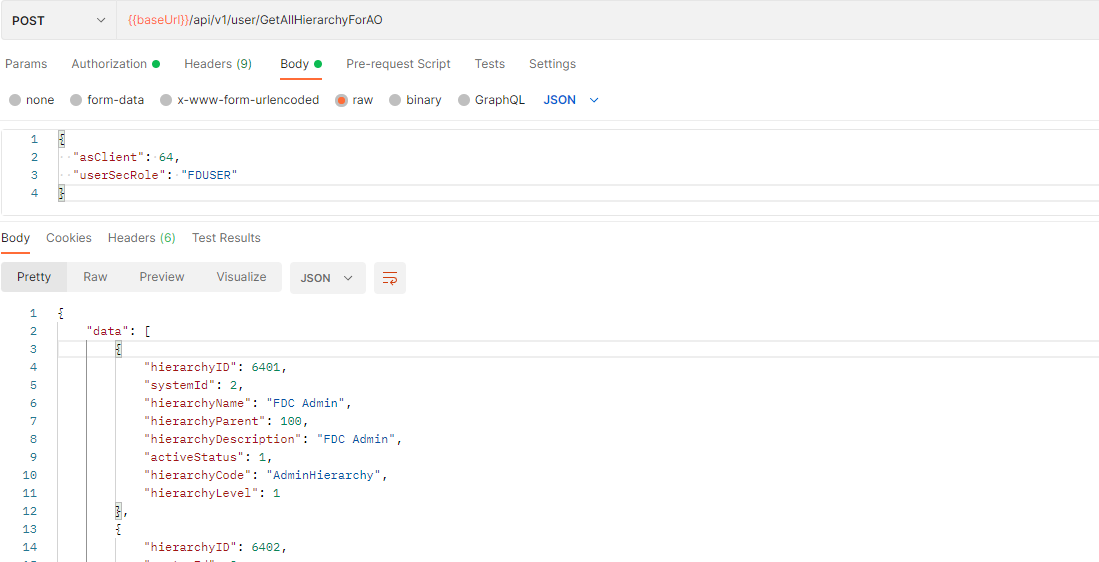 POST {{baseUrl}}/api/v1/user/GetAllHierarchyForAO
Params Authorization Headers (9) Body Pre-request Script Tests Settings
none form-data x-www-form-urlencoded raw binary GraphQL JSON
1 {
2 "asClient": 64,
3 "userSecRole": "FDUSER"
4 }
Body Cookies Headers (6) Test Results
Pretty Raw Preview Visualize JSON
1 {
2 "data": [
3 {
4 "hierarchyID": 6401,
5 "systemId": 2,
6 "hierarchyName": "FDC Admin",
7 "hierarchyParent": 100,
8 "hierarchyDescription": "FDC Admin",
9 "activeStatus": 1,
10 "hierarchyCode": "AdminHierarchy",
11 "hierarchyLevel": 1
12 },
13 {
14 "hierarchyID": 6402,